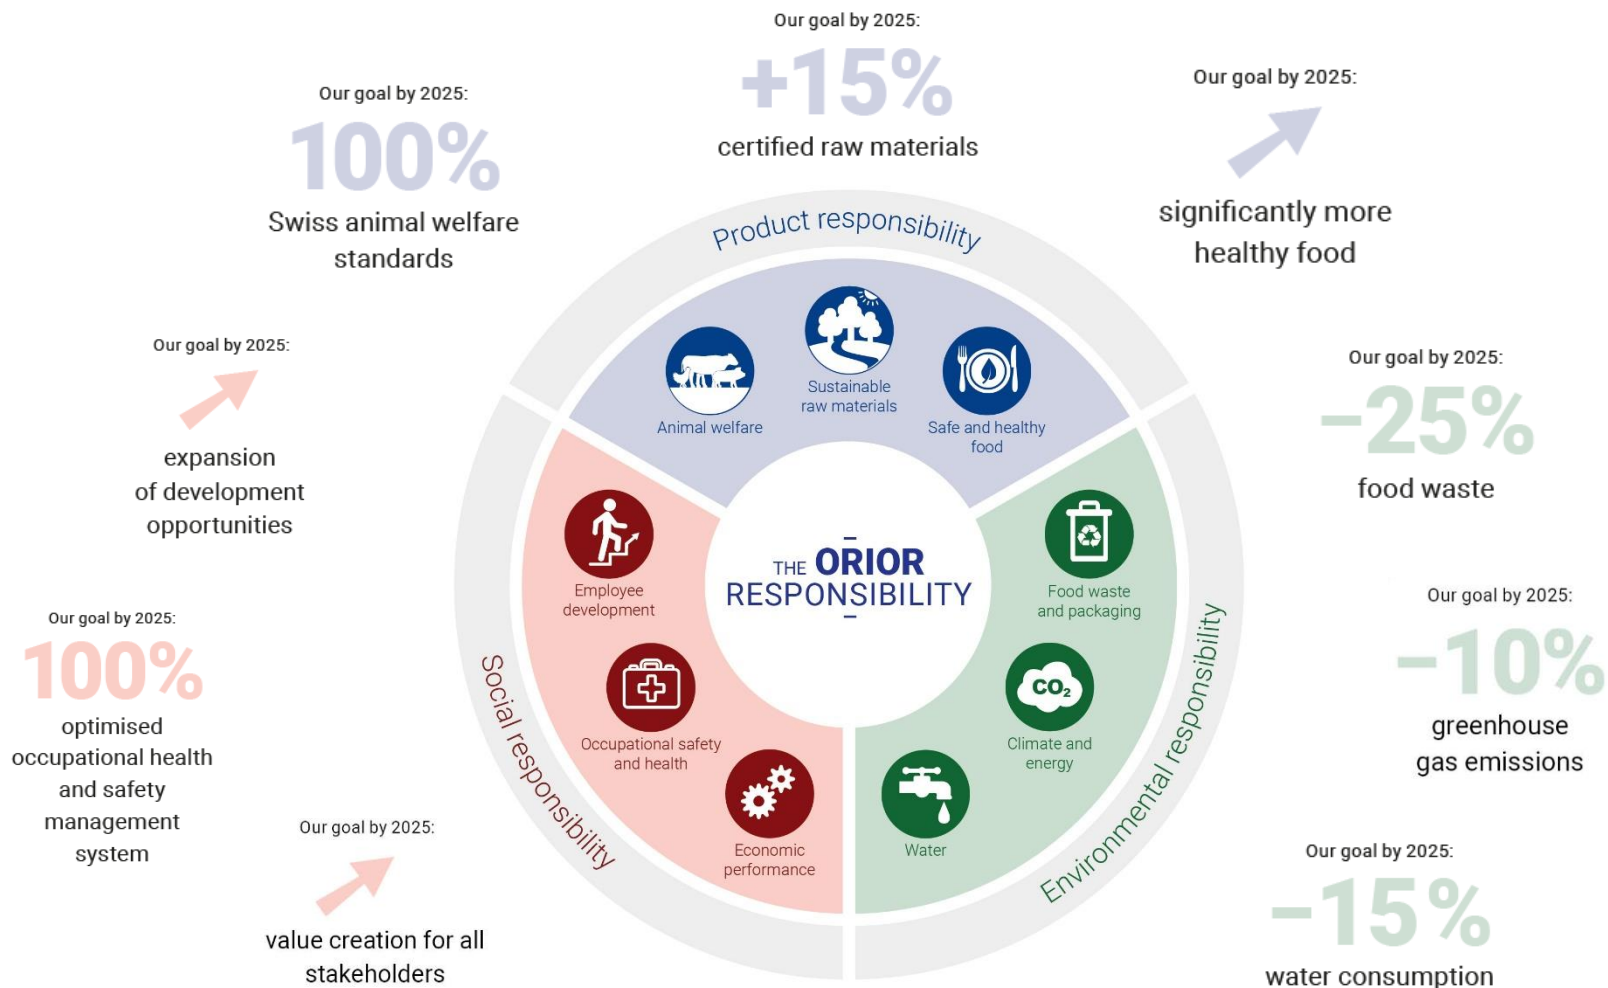 Our goal by 2025:
+15%
certified raw materials
Our goal by 2025:
100%
Swiss animal welfare
standards
Our goal by 2025:
significantly more
healthy food
Product responsibility
Animal welfare
Sustainable
raw materials
Safe and healthy
food
Our goal by 2025:
expansion
of development
opportunities
Our goal by 2025:
100%
optimised
occupational health
and safety
management
system
Our goal by 2025:
value creation for all
stakeholders
Social responsibility
Employee
development
Occupational safety
and health
Economic
performance
THE ORIOR
RESPONSIBILITY
Food waste
and packaging
CO₂
Climate and
energy
Water
Environmental responsibility
Our goal by 2025:
−25%
food waste
Our goal by 2025:
−10%
greenhouse
gas emissions
Our goal by 2025:
−15%
water consumption